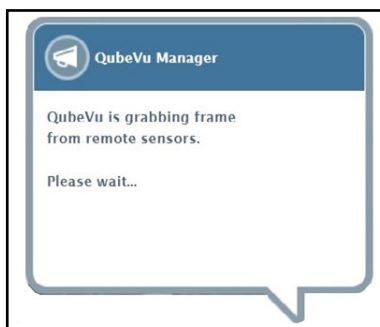 QubeVu Manager
QubeVu is grabbing frame
from remote sensors.
Please wait...